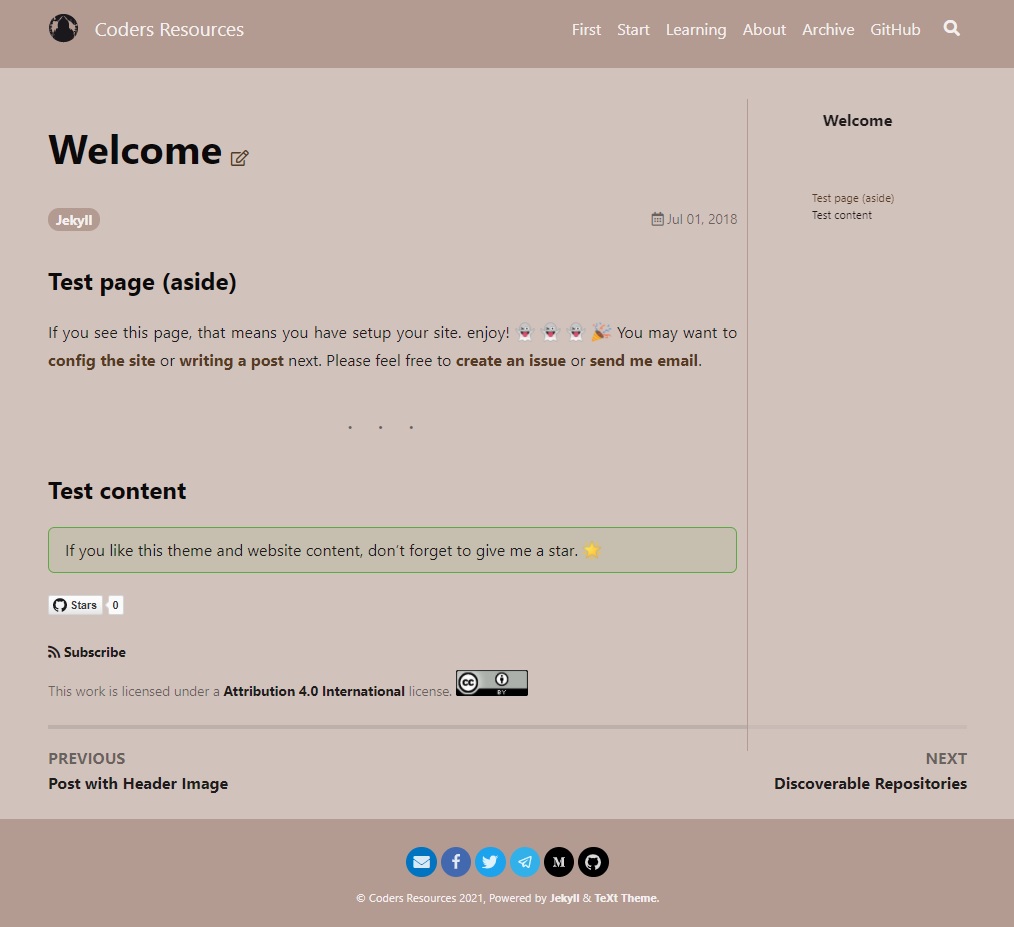 Coders Resources
First Start Learning About Archive GitHub
Welcome
Jekyll
Jul 01, 2018
Test page (aside)
If you see this page, that means you have setup your site. enjoy! 👻 👻 👻 🎉 You may want to
config the site or writing a post next. Please feel free to create an issue or send me email.
. . .
Test content
If you like this theme and website content, don't forget to give me a star. 🌟
Stars 0
Subscribe
This work is licensed under a Attribution 4.0 International license. cc BY
Welcome
Test page (aside)
Test content
PREVIOUS
Post with Header Image
NEXT
Discoverable Repositories
© Coders Resources 2021, Powered by Jekyll & TeXt Theme.